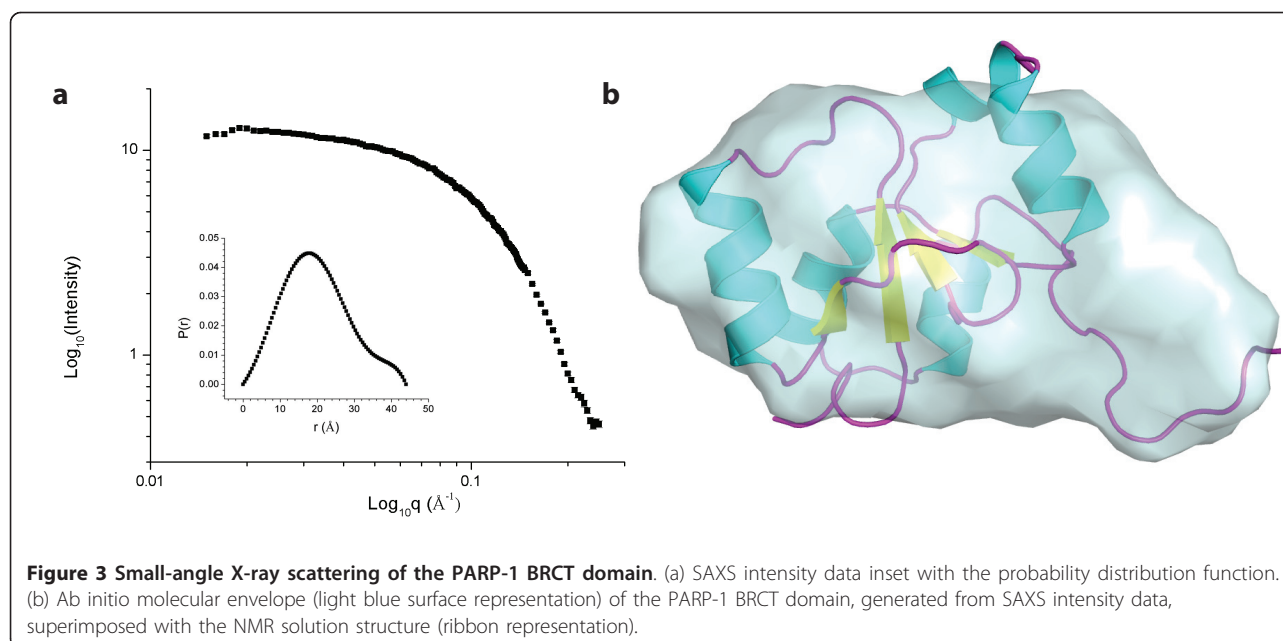 a
b
10
1
Log10(Intensity)
0.01
0.1
Log10q (Å-1)
0.05
0.04
0.03
0.02
0.01
0.00
P(r)
0
10
20
30
40
50
r (Å)
Figure 3 Small-angle X-ray scattering of the PARP-1 BRCT domain. (a) SAXS intensity data inset with the probability distribution function.
(b) Ab initio molecular envelope (light blue surface representation) of the PARP-1 BRCT domain, generated from SAXS intensity data,
superimposed with the NMR solution structure (ribbon representation).